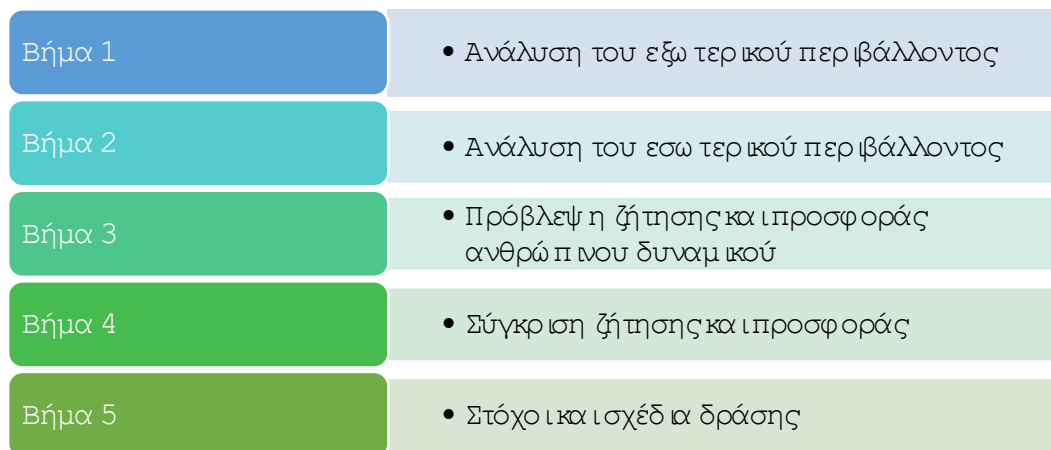 Βήμα 1
• Ανάλυση του εξωτερικού περιβάλλοντος
Βήμα 2
• Ανάλυση του εσωτερικού περιβάλλοντος
Βήμα 3
• Πρόβλεψη ζήτησης και προσφοράς
ανθρώπινου δυναμικού
Βήμα 4
• Σύγκριση ζήτησης και προσφοράς
Βήμα 5
• Στόχοι και σχέδια δράσης